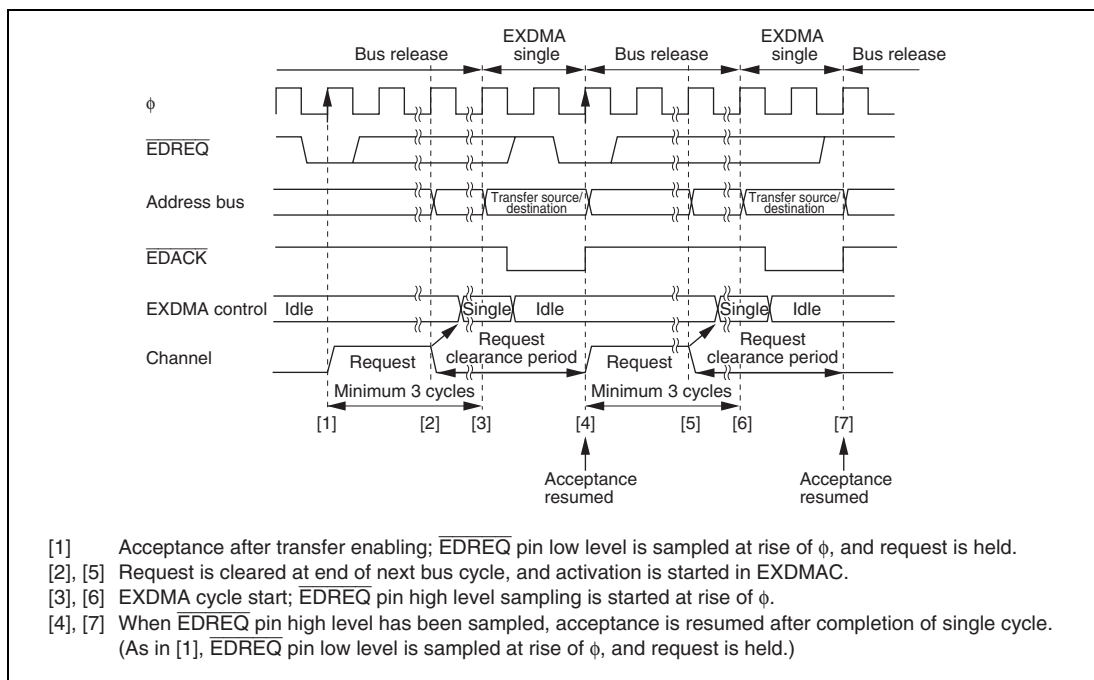 EXDMA EXDMA
Bus release single Bus release single Bus release
ϕ
EDREQ
Address bus Transfer source/ Transfer source/
destination destination
EDACK
EXDMA control Idle Single Idle Single Idle
Request Request
Channel Request clearance period Request clearance period
Minimum 3 cycles Minimum 3 cycles
[1] [2] [3] [4] [5] [6] [7]
Acceptance Acceptance
resumed resumed
[1] Acceptance after transfer enabling; EDREQ pin low level is sampled at rise of ϕ, and request is held.
[2], [5] Request is cleared at end of next bus cycle, and activation is started in EXDMAC.
[3], [6] EXDMA cycle start; EDREQ pin high level sampling is started at rise of ϕ.
[4], [7] When EDREQ pin high level has been sampled, acceptance is resumed after completion of single cycle.
(As in [1], EDREQ pin low level is sampled at rise of ϕ, and request is held.)